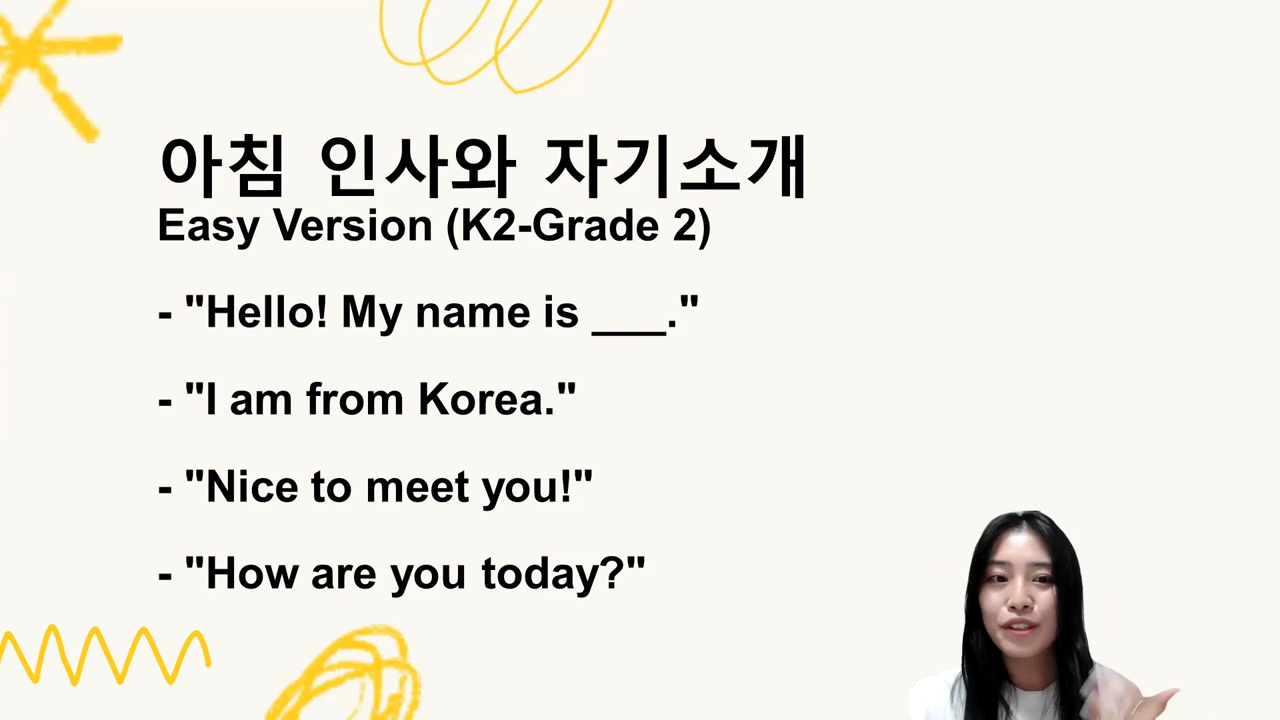 아침 인사와 자기소개
Easy Version (K2-Grade 2)
- "Hello! My name is ___."
- "I am from Korea."
- "Nice to meet you!"
- "How are you today?"